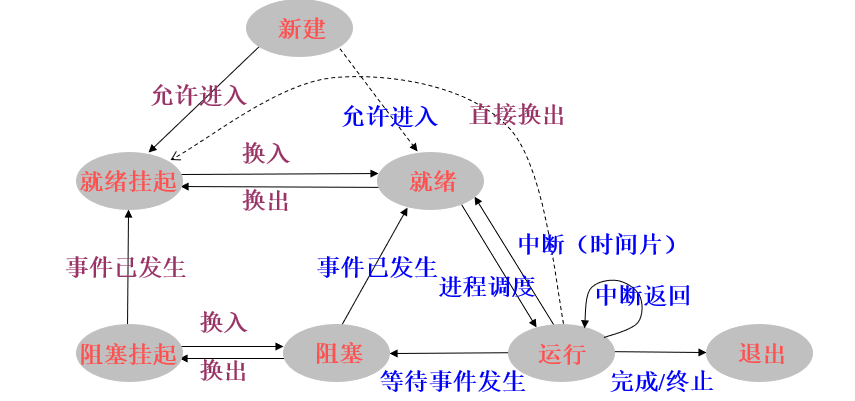 新建
允许进入
允许进入
直接换出
换入
就绪挂起
就绪
换出
中断（时间片）
事件已发生
事件已发生
进程调度
中断返回
换入
阻塞挂起
阻塞
运行
退出
换出
等待事件发生
完成/终止